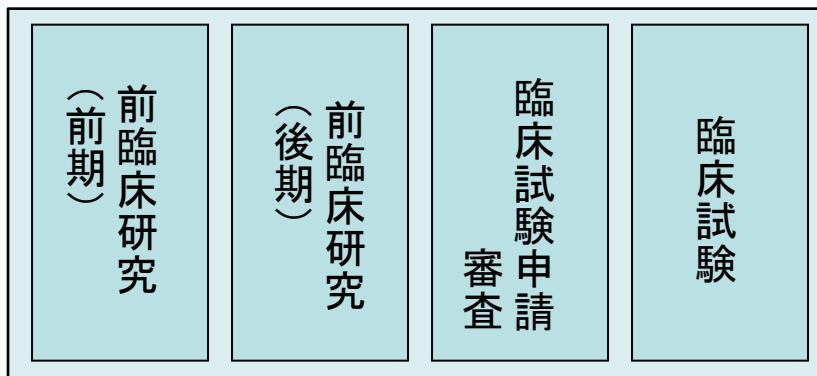 前臨床研究
（前期）
前臨床研究
（後期）
臨床試験申請
審査
臨床試験